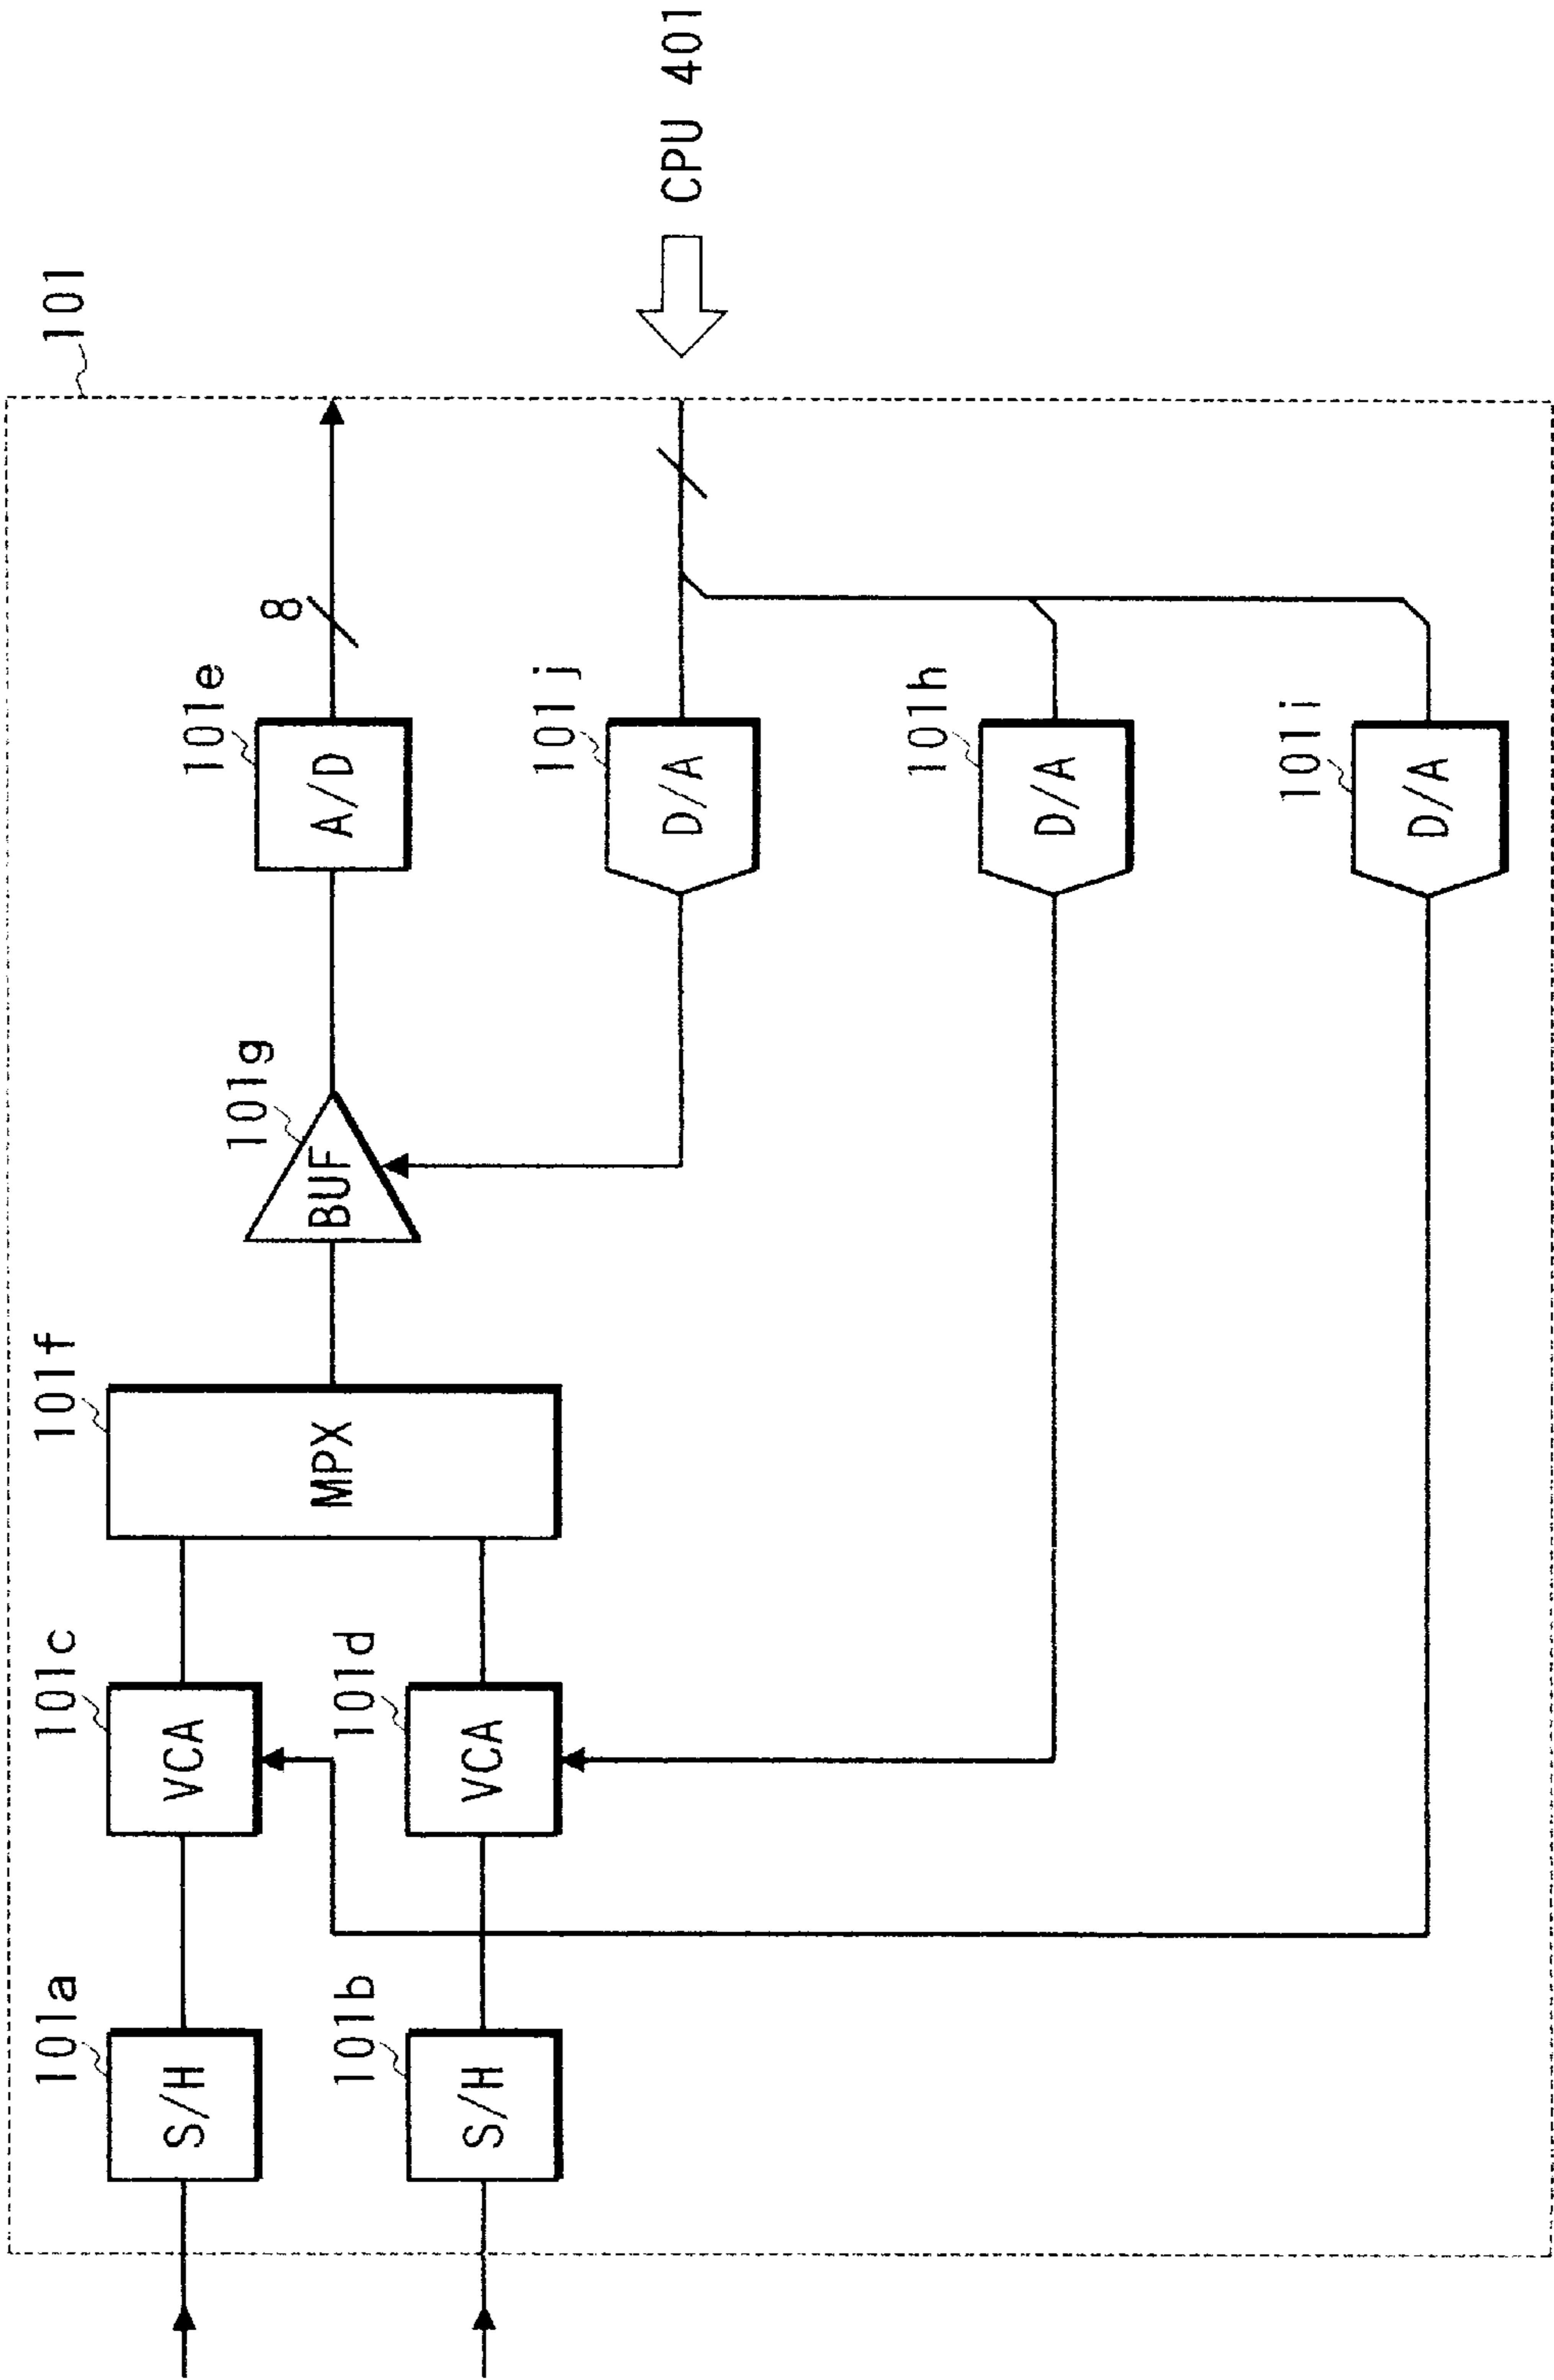 101
101a
S/H
101c
VCA
101f
MPX
101g
BUF
101e
A/D
8
101b
S/H
101d
VCA
101j
D/A
CPU 401
101h
D/A
101i
D/A